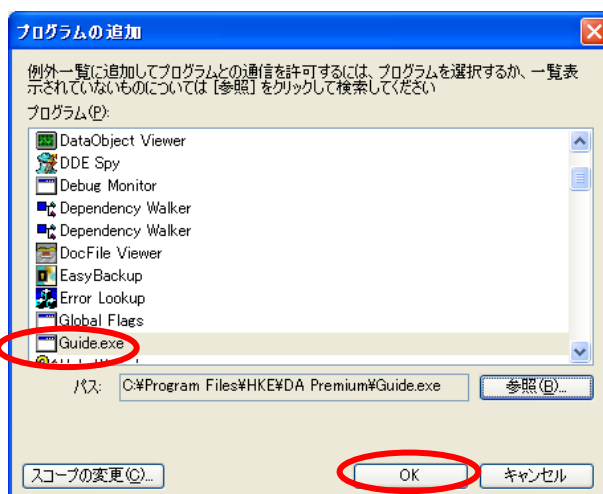 プログラムの追加
例外一覧に追加してプログラムとの通信を許可するには、プログラムを選択するか、一覧表
示されていないものについては [参照] をクリックして検索してください
プログラム(P):
DataObject Viewer
DDE Spy
Debug Monitor
Dependency Walker
Dependency Walker
DocFile Viewer
EasyBackup
Error Lookup
Global Flags
Guide.exe
パス: C:¥Program Files¥HKE¥DA Premium¥Guide.exe 参照(B)...
スコープの変更(C)... OK キャンセル